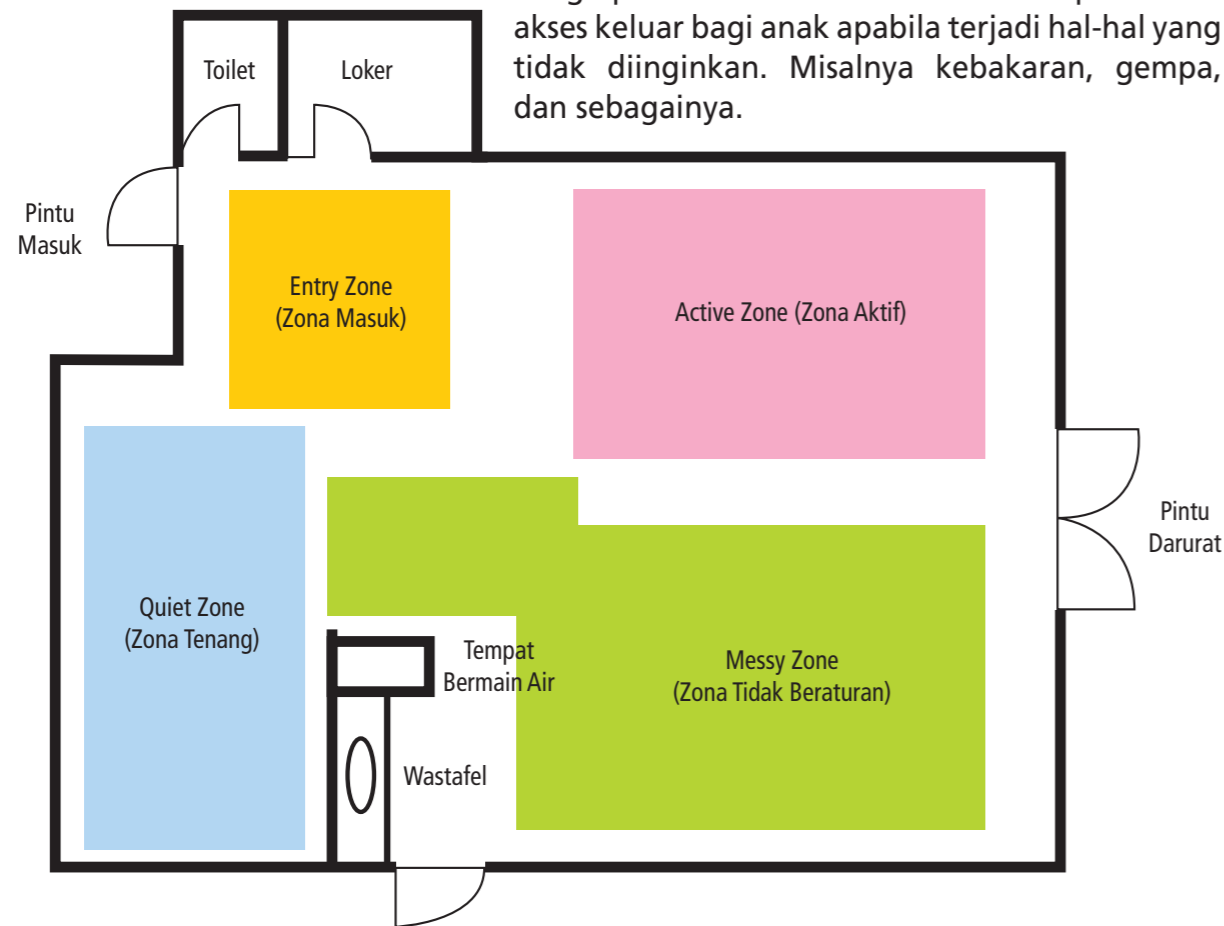 akses keluar bagi anak apabila terjadi hal-hal yang
tidak diinginkan. Misalnya kebakaran, gempa,
dan sebagainya.
Toilet
Loker
Pintu
Masuk
Entry Zone
(Zona Masuk)
Active Zone (Zona Aktif)
Pintu
Darurat
Quiet Zone
(Zona Tenang)
Tempat
Bermain Air
Messy Zone
(Zona Tidak Beraturan)
Wastafel